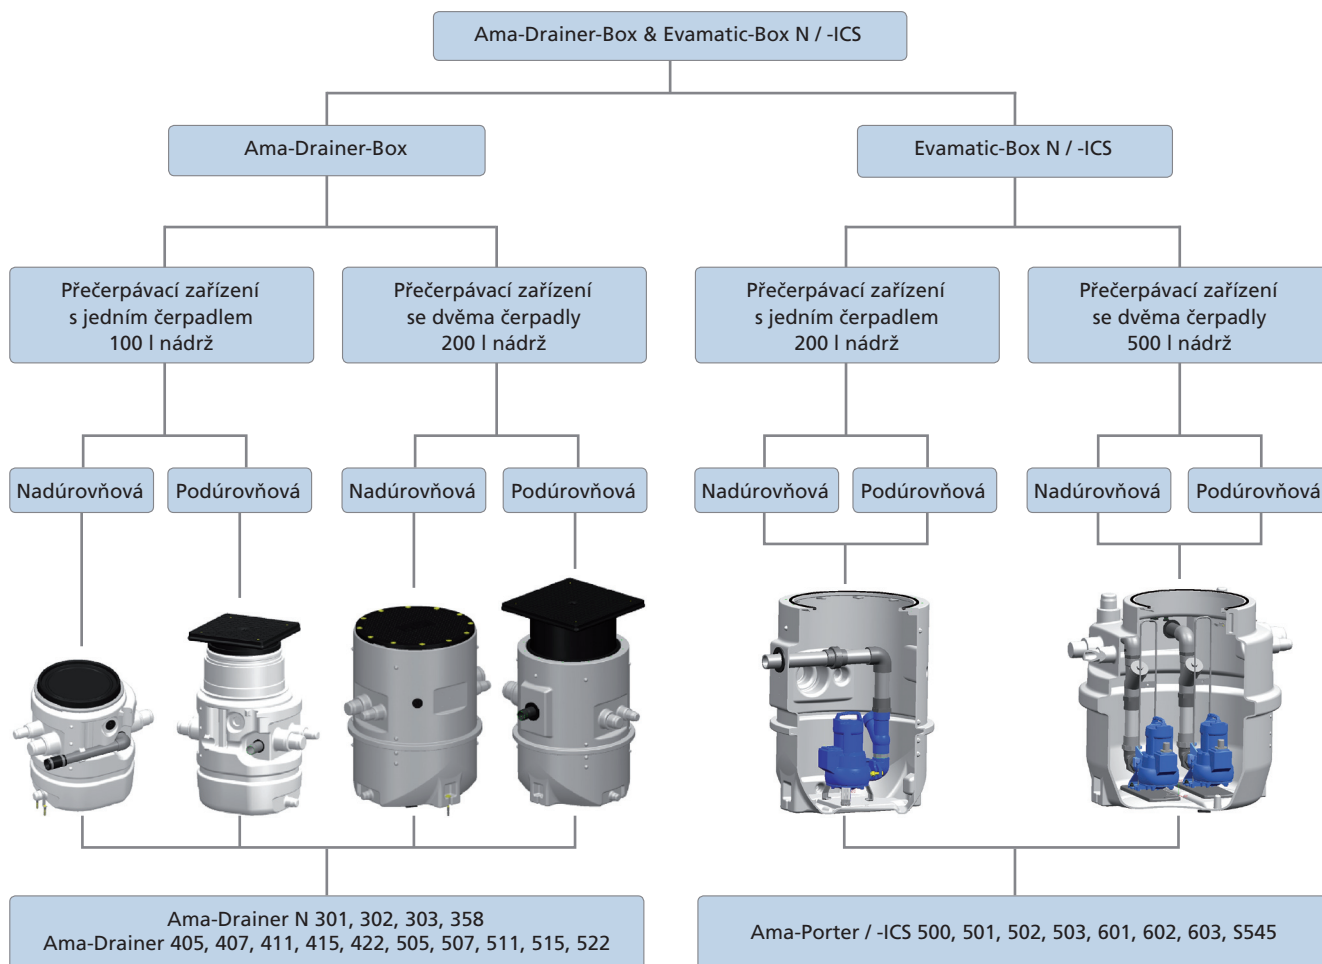 Ama-Drainer-Box & Evamatic-Box N / -ICS
Ama-Drainer-Box
Evamatic-Box N / -ICS
Přečerpávací zařízení
s jedním čerpadlem
100 l nádrž
Přečerpávací zařízení
se dvěma čerpadly
200 l nádrž
Přečerpávací zařízení
s jedním čerpadlem
200 l nádrž
Přečerpávací zařízení
se dvěma čerpadly
500 l nádrž
Nadúrovňová
Podúrovňová
Nadúrovňová
Podúrovňová
Nadúrovňová
Podúrovňová
Nadúrovňová
Podúrovňová
Ama-Drainer N 301, 302, 303, 358
Ama-Drainer 405, 407, 411, 415, 422, 505, 507, 511, 515, 522
Ama-Porter / -ICS 500, 501, 502, 503, 601, 602, 603, S545